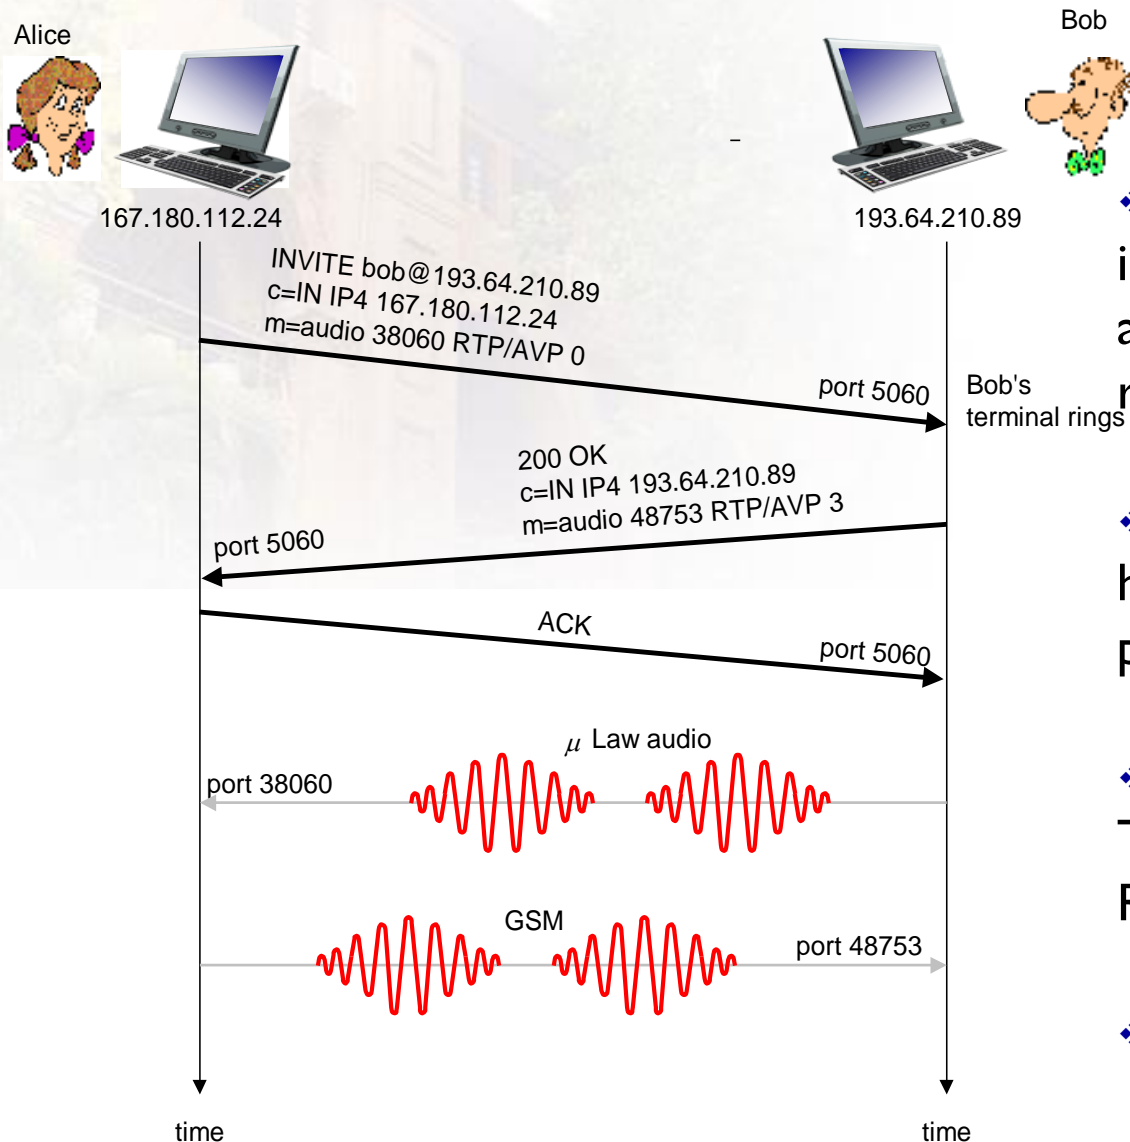 Alice
Bob
167.180.112.24
193.64.210.89
INVITE bob@193.64.210.89
c=IN IP4 167.180.112.24
m=audio 38060 RTP/AVP 0
port 5060
Bob's
terminal rings
200 OK
c=IN IP4 193.64.210.89
m=audio 48753 RTP/AVP 3
port 5060
ACK
port 5060
μ Law audio
port 38060
GSM
port 48753
time
time